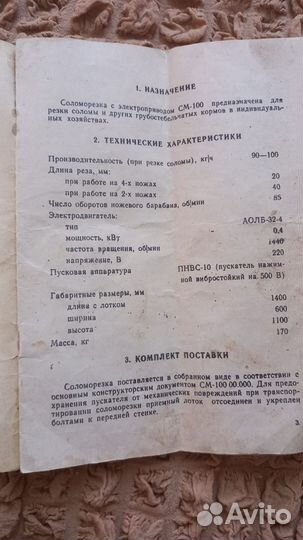 1. НАЗНАЧЕНИЕ
Соломорезка с электроприводом СМ-100 предназначена для
резки соломы и других грубостебельчатых кормов в индивидуаль-
ных хозяйствах.
2. ТЕХНИЧЕСКИЕ ХАРАКТЕРИСТИКИ
Производительность (при резке соломы), кг/ч 90—100
Длина реза, мм:
при работе на 4-х ножах 20
при работе на 2-х ножах 40
Число оборотов ножевого барабана, об/мин 85
Электродвигатель:
тип АОЛБ-32-4
мощность, кВт 0,4
частота вращения, об/мин 1440
напряжение, В 220
Пусковая аппаратура ПНВС-10 (пускатель нажим-
ной вибростойкий на 500 В)
Габаритные размеры, мм
длина с лотком 1400
ширина 600
высота 1100
Масса, кг 170
3. КОМПЛЕКТ ПОСТАВКИ
Соломорезка поставляется в собранном виде в соответствии с
основным конструкторским документом СМ-100 00.000. Для предо-
хранения пускателя от механических повреждений при транспор-
тировании соломорезки приемный лоток отсоединен и укреплен
болтами к передней стенке.
3
Avito